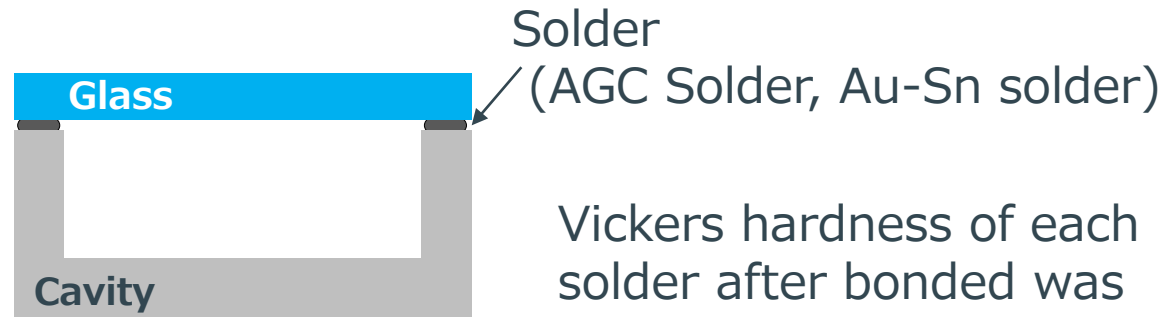 Solder
(AGC Solder, Au-Sn solder)
Glass
Vickers hardness of each
solder after bonded was
Cavity